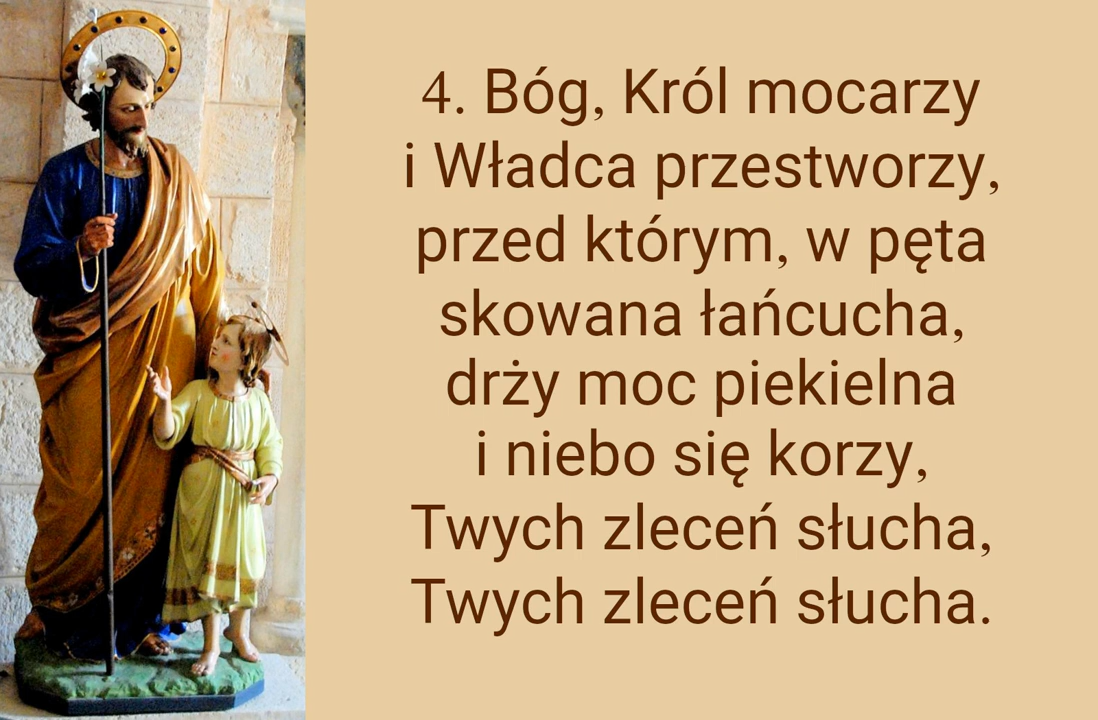 4. Bóg, Król mocarzy
i Władca przestworzy,
przed którym, w pęta
skowana łańcucha,
drży moc piekielna
i niebo się korzy,
Twych zleceń słucha,
Twych zleceń słucha.